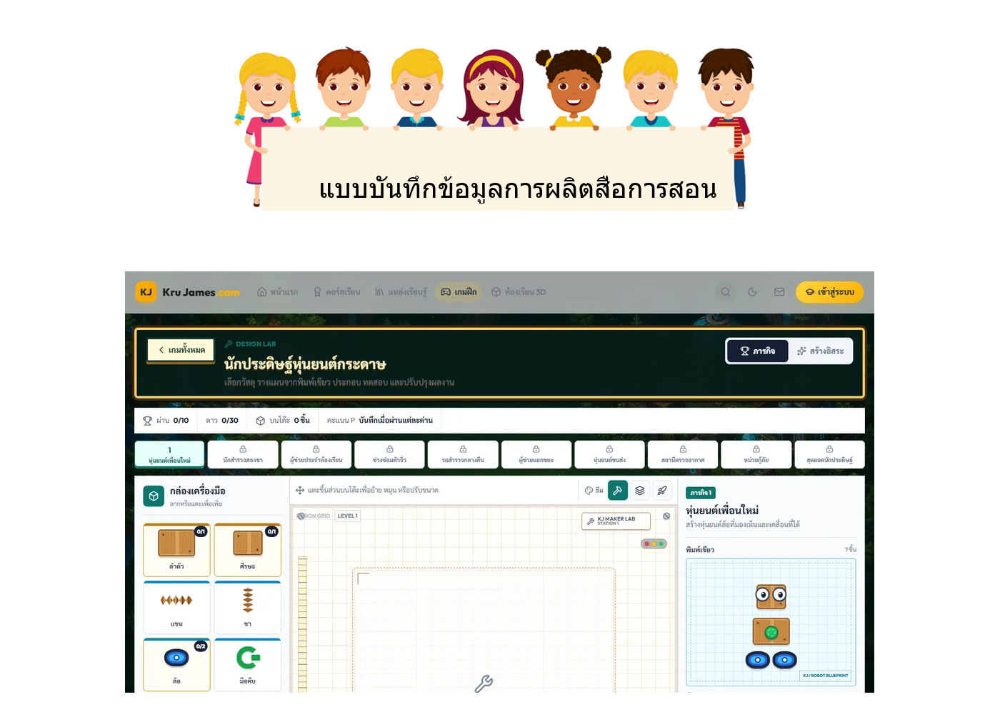 แบบบันทึกข้อมูลการผลิตสื่อการสอน
KJ Kru James.com หน้าแรก คอร์สเรียน แหล่งเรียนรู้ เกมฝึก ห้องเรียน 3D เข้าสู่ระบบ
เกมทั้งหมด
DESIGN LAB
นักประดิษฐ์หุ่นยนต์กระดาษ
เลือกวัสดุ วางแผนจากพิมพ์เขียว ประกอบ ทดสอบ และปรับปรุงผลงาน
ภารกิจ สร้างอิสระ
ผ่าน 0/10 ดาว 0/30 บนโต๊ะ 0 ชิ้น คะแนน P บันทึกเมื่อผ่านแต่ละด่าน
1
หุ่นยนต์เพื่อนใหม่ นักสำรวจสองขา ผู้ช่วยประจำห้องเรียน ช่างซ่อมตัวจิ๋ว รถสำรวจกลางคืน ผู้ช่วยแยกขยะ หุ่นยนต์ขนส่ง สถานีตรวจอากาศ หน่วยกู้ภัย สุดยอดนักประดิษฐ์
กล่องเครื่องมือ
ลากหรือแตะเพื่อเพิ่ม
0/1 0/1
ลำตัว ศีรษะ
แขน ขา
0/2
ล้อ มือคีบ
แตะชิ้นส่วนบนโต๊ะเพื่อย้าย หมุน หรือปรับขนาด
ธีม
IGN GRID LEVEL 1
KJ MAKER LAB
STATION 1
ภารกิจ 1
หุ่นยนต์เพื่อนใหม่
สร้างหุ่นยนต์ล้อที่มองเห็นและเคลื่อนที่ได้
พิมพ์เขียว 7 ชิ้น
KJ / ROBOT BLUEPRINT